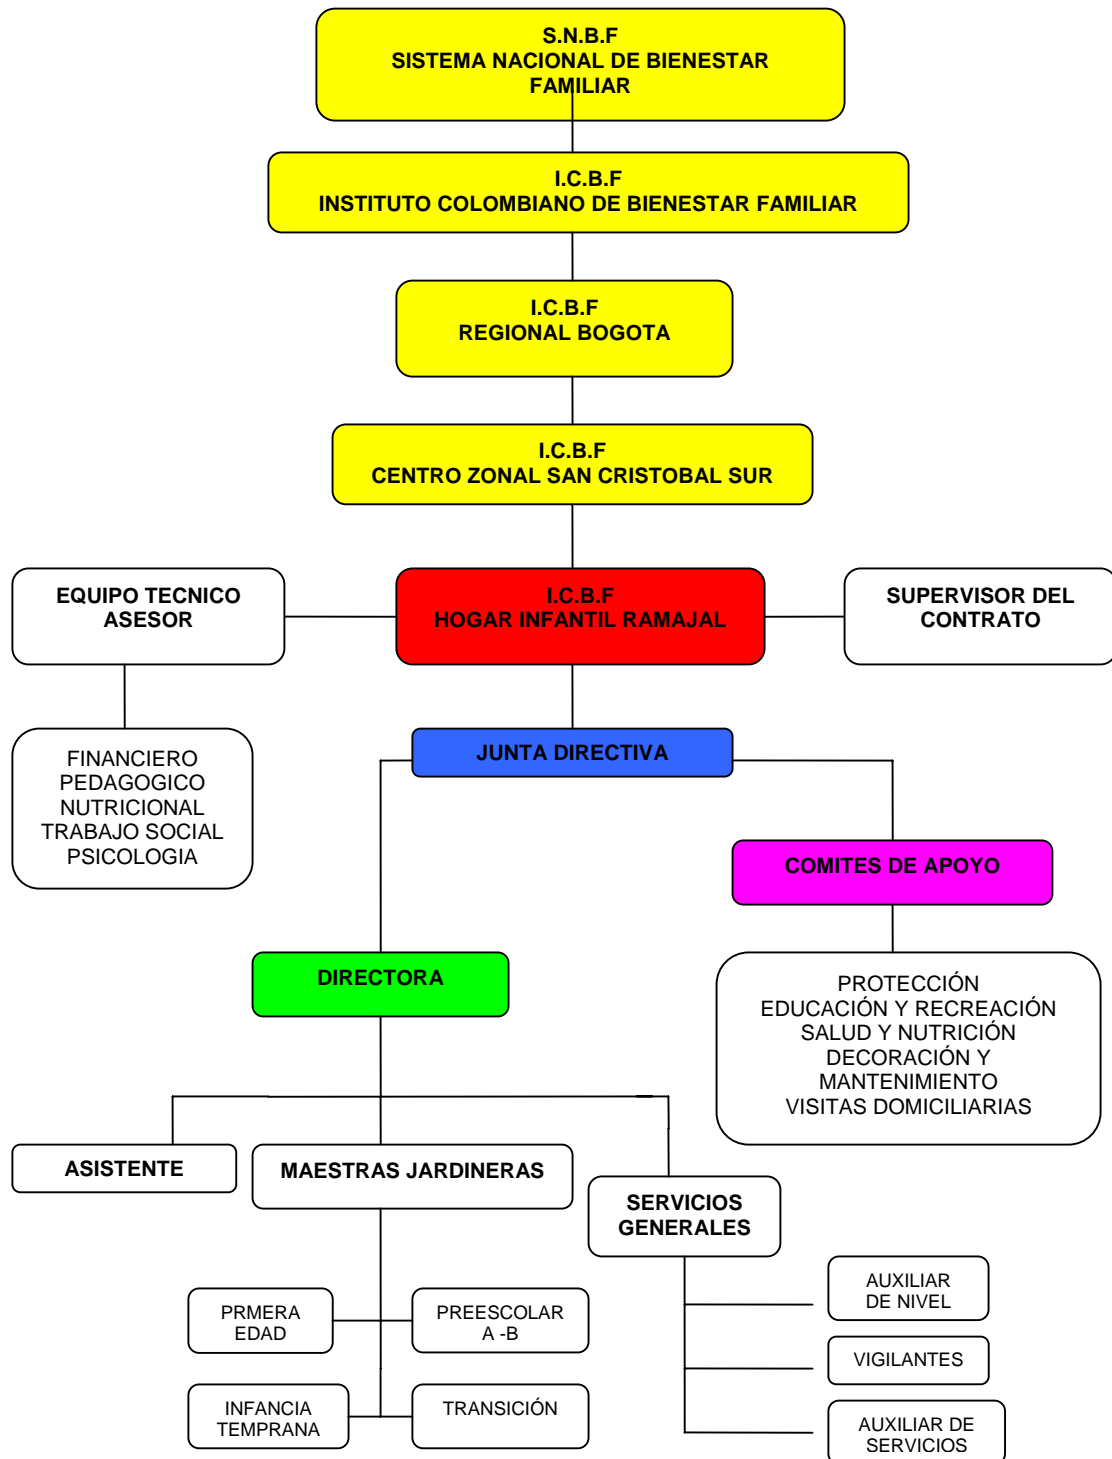 S.N.B.F
SISTEMA NACIONAL DE BIENESTAR
FAMILIAR
I.C.B.F
INSTITUTO COLOMBIANO DE BIENESTAR FAMILIAR
I.C.B.F
REGIONAL BOGOTA
I.C.B.F
CENTRO ZONAL SAN CRISTOBAL SUR
EQUIPO TECNICO
ASESOR
I.C.B.F
HOGAR INFANTIL RAMAJAL
SUPERVISOR DEL
CONTRATO
FINANCIERO
PEDAGOGICO
NUTRICIONAL
TRABAJO SOCIAL
PSICOLOGIA
JUNTA DIRECTIVA
COMITES DE APOYO
DIRECTORA
PROTECCIÓN
EDUCACIÓN Y RECREACIÓN
SALUD Y NUTRICIÓN
DECORACIÓN Y
MANTENIMIENTO
VISITAS DOMICILIARIAS
ASISTENTE
MAESTRAS JARDINERAS
SERVICIOS
GENERALES
PRMERA
EDAD
PREESCOLAR
A -B
AUXILIAR
DE NIVEL
VIGILANTES
INFANCIA
TEMPRANA
TRANSICIÓN
AUXILIAR DE
SERVICIOS